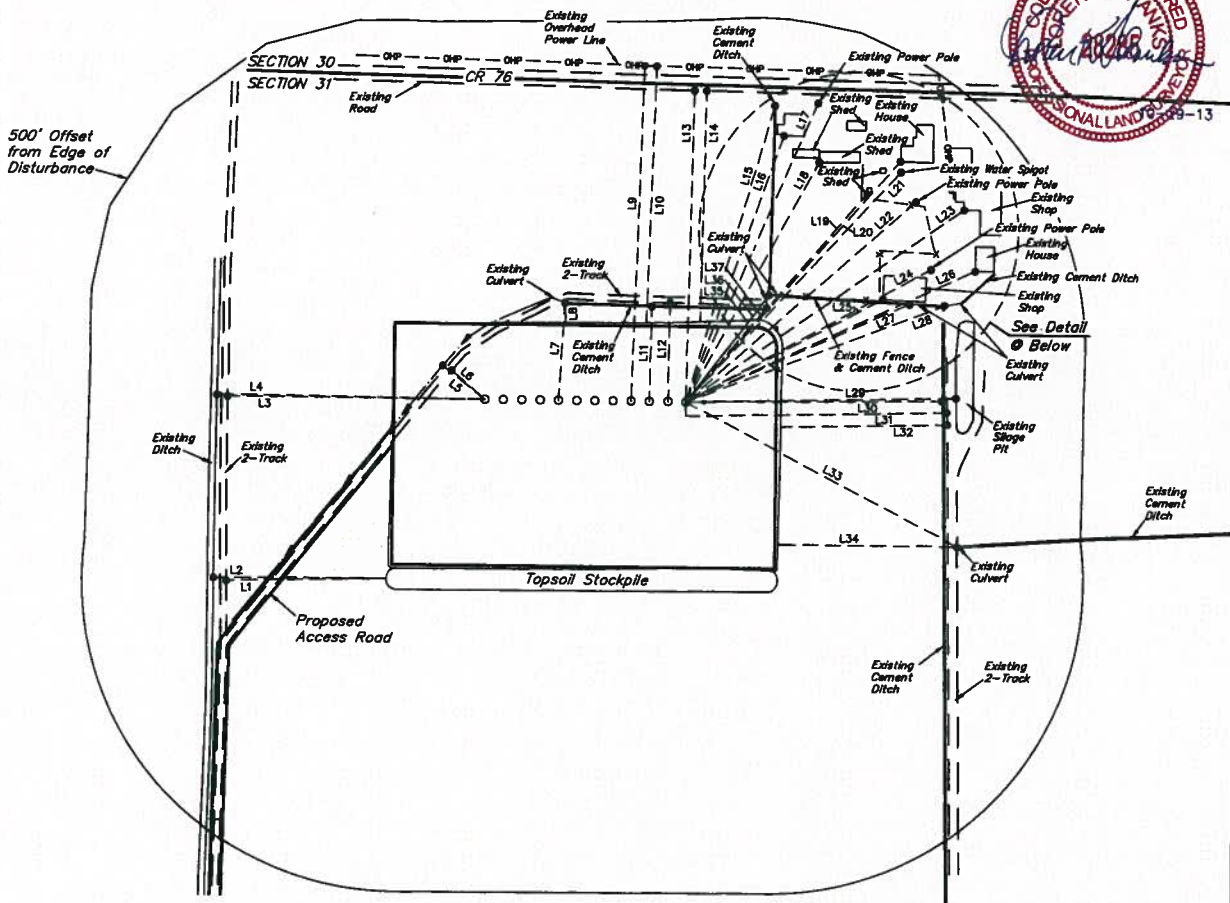 Existing
Overhead
Power Line
Existing
Cement
Ditch
Existing Power Pole
SECTION 30
SECTION 31
OHP OHP OHP OHP OHP OHP OHP OHP OHP
CR 76
Existing
Road
500' Offset
from Edge of
Disturbance
Existing
Shed
Existing
House
Existing
Shed
Existing
Shed
Existing Water Spigot
Existing Power Pole
Existing
Shop
Existing Power Pole
Existing
House
Existing Cement Ditch
Existing
Shop
See Detail
@ Below
Existing
Culvert
Existing
Culvert
Existing
Culvert
Existing
2-Track
Existing
Cement
Ditch
Existing Fence
& Cement Ditch
Existing
Silage
Pit
Existing
Ditch
Existing
2-Track
Existing
Cement
Ditch
Existing
Culvert
Topsoil Stockpile
Proposed
Access Road
Existing
Cement
Ditch
Existing
2-Track
L1
L2
L3
L4
L5
L6
L7
L8
L9
L10
L11
L12
L13
L14
L15
L16
L17
L18
L19
L20
L21
L22
L23
L24
L25
L26
L27
L28
L29
L30
L31
L32
L33
L34
L35
L36
L37
PROFESSIONAL LAND SURVEYOR